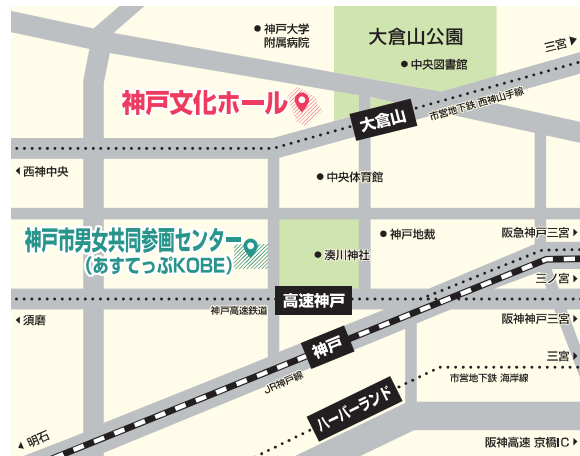 神戸大学
附属病院
大倉山公園
三宮
中央図書館
神戸文化ホール
市営地下鉄 西神山手線
大倉山
西神中央
中央体育館
神戸市男女共同参画センター
(あすてっぷKOBE)
神戸地裁
阪急神戸三宮
湊川神社
三ノ宮
高速神戸
神戸高速鉄道
須磨
阪神神戸三宮
神戸
三宮
JR神戸線
市営地下鉄 海岸線
ハーバーランド
明石
阪神高速 京橋IC